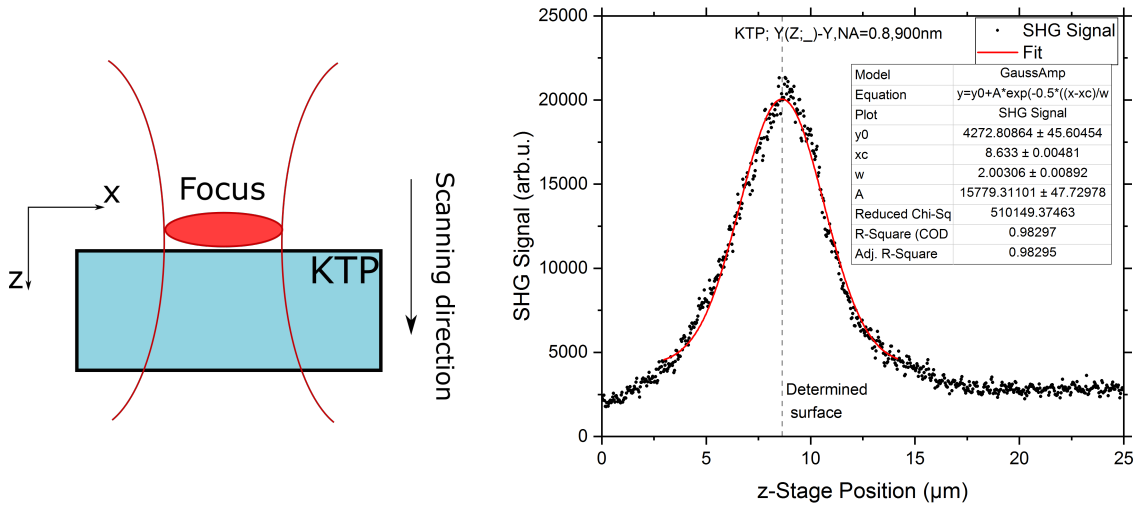 x
z
Focus
KTP
Scanning direction
SHG Signal (arb.u.)
25000
20000
15000
10000
5000
0
KTP; Y(Z;_)-Y,NA=0.8,900nm
SHG Signal
Fit
Model GaussAmp
Equation y=y0+A*exp(-0.5*((x-xc)/w
Plot SHG Signal
y0 4272.80864 ± 45.60454
xc 8.633 ± 0.00481
w 2.00306 ± 0.00892
A 15779.31101 ± 47.72978
Reduced Chi-Sq 510149.37463
R-Square (COD 0.98297
Adj. R-Square 0.98295
Determined
surface
0 5 10 15 20 25
z-Stage Position (μm)